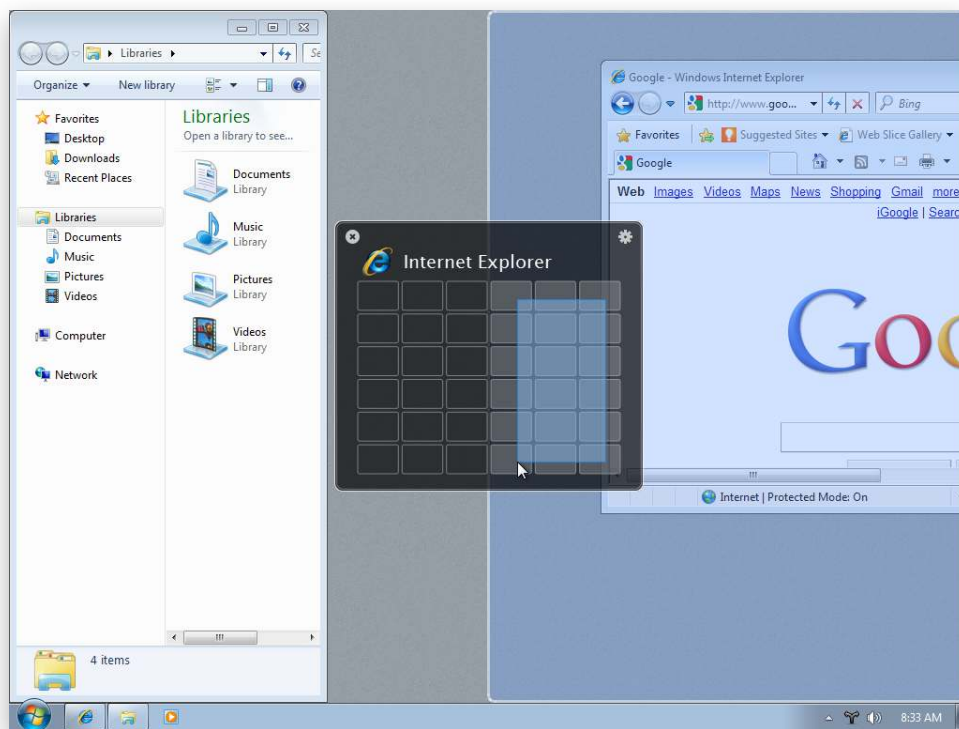 Libraries
Se
Organize
New library
Favorites
Desktop
Downloads
Recent Places
Libraries
Documents
Music
Pictures
Videos
Computer
Network
Libraries
Open a library to see...
Documents
Library
Music
Library
Pictures
Library
Videos
Library
4 items
Internet Explorer
Google - Windows Internet Explorer
http://www.goo...
Bing
Favorites
Suggested Sites
Web Slice Gallery
Google
Web Images Videos Maps News Shopping Gmail more
iGoogle | Searc
Goo
Internet | Protected Mode: On
8:33 AM